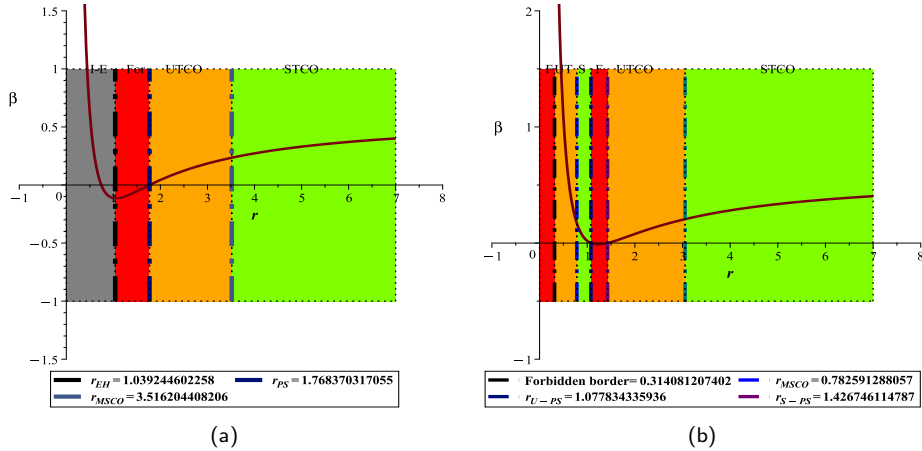 1.5
I-E For UTCO STCO
1
β
0.5
−1 0 1 2 3 4 5 6 7 8
r
−0.5
−1
−1.5
r_EH = 1.039244602258 r_PS = 1.768370317055
r_MSCO = 3.516204408206
(a)
2
F UT S F UTCO STCO
β
1
−1 0 1 2 3 4 5 6 7 8
r
−1
−2
Forbidden border= 0.314081207402 r_MSCO = 0.782591288057
r_U−PS = 1.077834335936 r_S−PS = 1.426746114787
(b)